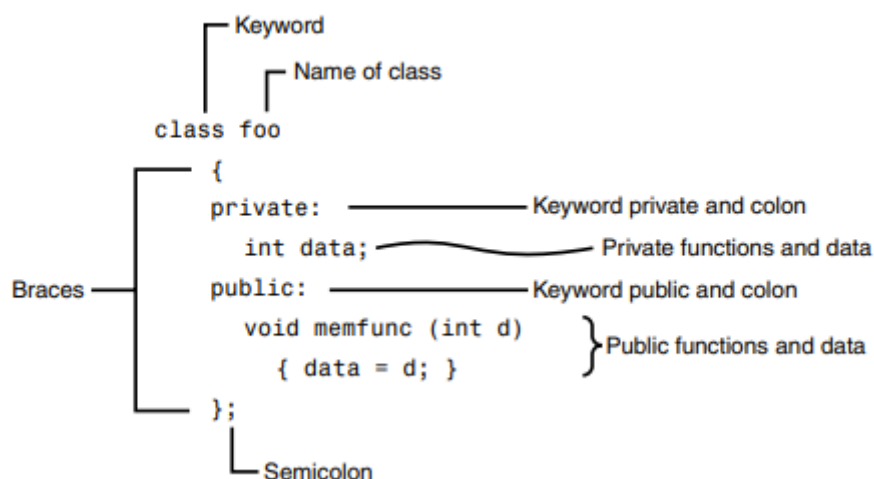 Keyword
Name of class
class foo
{
private: Keyword private and colon
int data; Private functions and data
Braces public: Keyword public and colon
void memfunc (int d)
Public functions and data
{ data = d; }
};
Semicolon